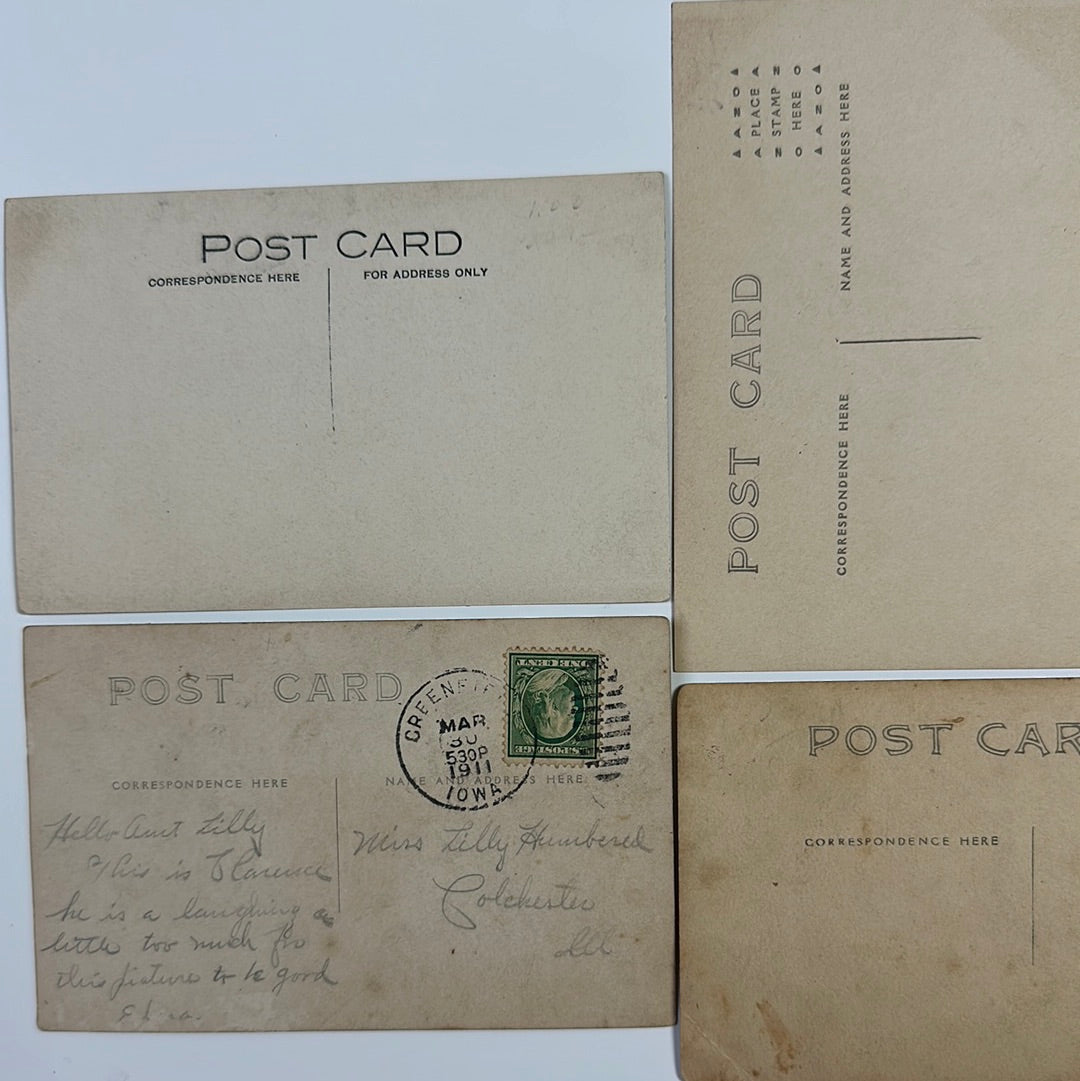 POST CARD
CORRESPONDENCE HERE
FOR ADDRESS ONLY
▲ A Z O ▲
A PLACE A
Z STAMP Z
O HERE O
▲ A Z O ▲
POST CARD
CORRESPONDENCE HERE
NAME AND ADDRESS HERE
POST CARD
MAR
30
530P
1911
IOWA
CORRESPONDENCE HERE
NAME AND ADDRESS HERE
Hello Aunt Lilly
This is Clarence
he is a laughing a
little too much for
this picture to be good
Miss Lilly Humbered
Colchester
Ill
POST CAR
CORRESPONDENCE HERE